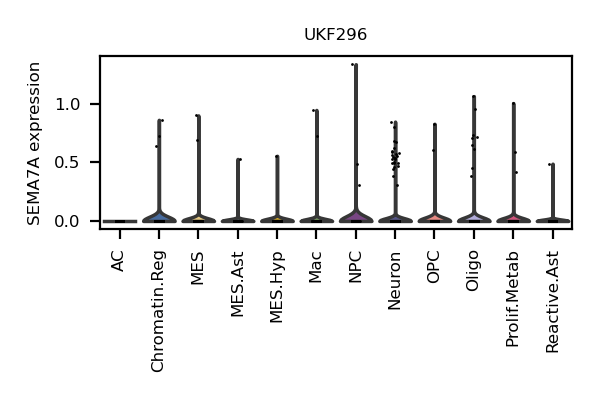 UKF296
SEMA7A expression
1.0
0.5
0.0
AC
Chromatin.Reg
MES
MES.Ast
MES.Hyp
Mac
NPC
Neuron
OPC
Oligo
Prolif.Metab
Reactive.Ast